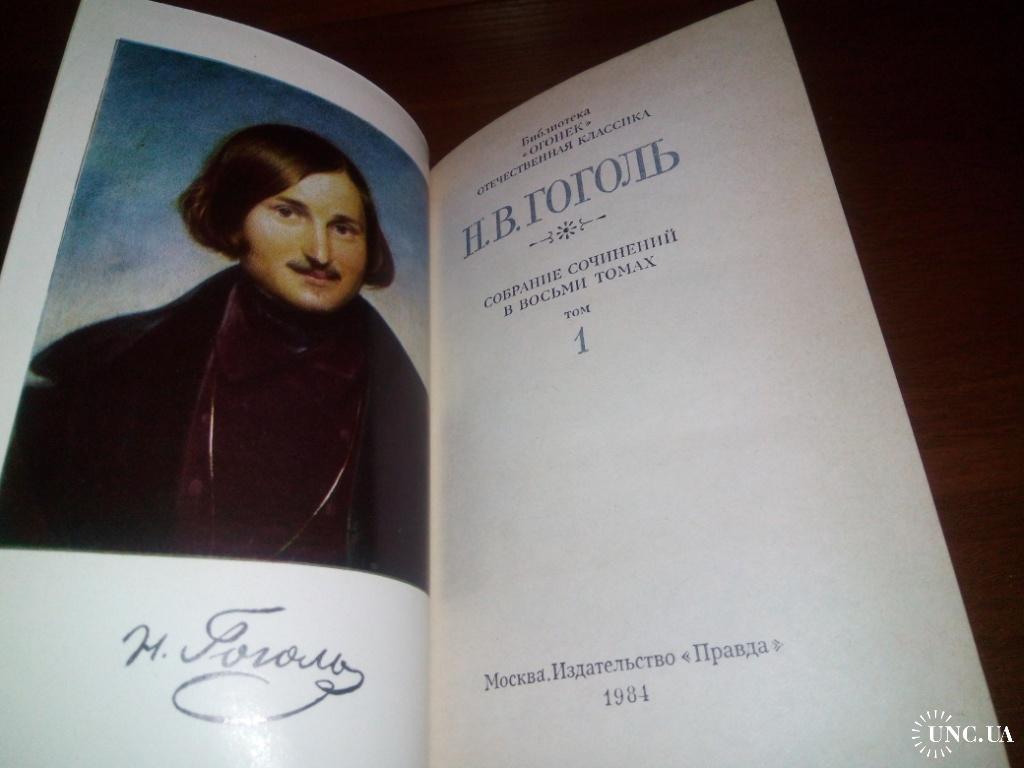 Библиотека
«ОГОНЕК»
ОТЕЧЕСТВЕННАЯ КЛАССИКА
Н.В.ГОГОЛЬ
СОБРАНИЕ СОЧИНЕНИЙ
В ВОСЬМИ ТОМАХ
ТОМ
1
Москва.Издательство «Правда»
1984
Н. Гоголь
UNC.UA